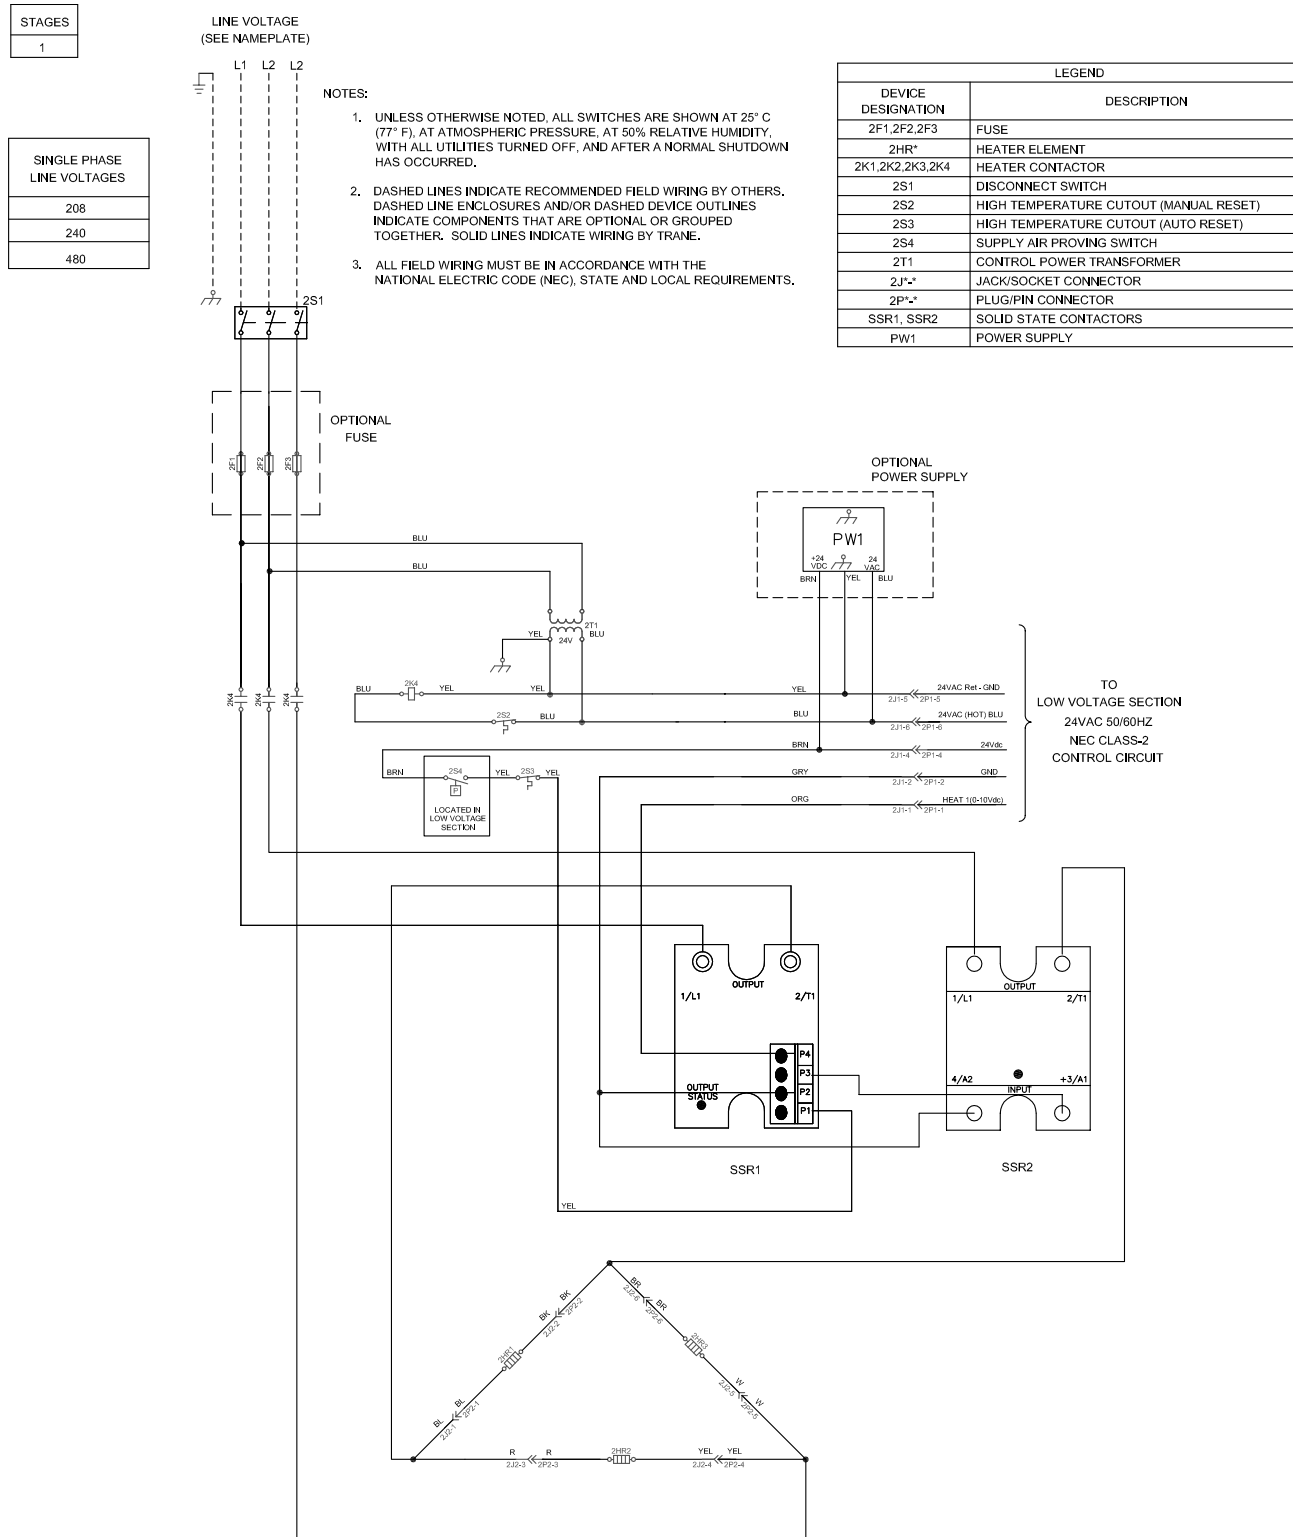 STAGES
1
LINE VOLTAGE
(SEE NAMEPLATE)
L1 L2 L2
SINGLE PHASE
LINE VOLTAGES
208
240
480
NOTES:
1. UNLESS OTHERWISE NOTED, ALL SWITCHES ARE SHOWN AT 25° C
(77° F), AT ATMOSPHERIC PRESSURE, AT 50% RELATIVE HUMIDITY,
WITH ALL UTILITIES TURNED OFF, AND AFTER A NORMAL SHUTDOWN
HAS OCCURRED.
2. DASHED LINES INDICATE RECOMMENDED FIELD WIRING BY OTHERS.
DASHED LINE ENCLOSURES AND/OR DASHED DEVICE OUTLINES
INDICATE COMPONENTS THAT ARE OPTIONAL OR GROUPED
TOGETHER. SOLID LINES INDICATE WIRING BY TRANE.
3. ALL FIELD WIRING MUST BE IN ACCORDANCE WITH THE
NATIONAL ELECTRIC CODE (NEC), STATE AND LOCAL REQUIREMENTS.
LEGEND
DEVICE
DESIGNATION
DESCRIPTION
2F1,2F2,2F3 FUSE
2HR* HEATER ELEMENT
2K1,2K2,2K3,2K4 HEATER CONTACTOR
2S1 DISCONNECT SWITCH
2S2 HIGH TEMPERATURE CUTOUT (MANUAL RESET)
2S3 HIGH TEMPERATURE CUTOUT (AUTO RESET)
2S4 SUPPLY AIR PROVING SWITCH
2T1 CONTROL POWER TRANSFORMER
2J*-* JACK/SOCKET CONNECTOR
2P*-* PLUG/PIN CONNECTOR
SSR1, SSR2 SOLID STATE CONTACTORS
PW1 POWER SUPPLY
2S1
OPTIONAL
FUSE
2F1 2F2 2F3
OPTIONAL
POWER SUPPLY
PW1
+24
VDC
24
VAC
BRN YEL BLU
BLU
BLU
2T1
YEL 24V BLU
2K4 2K4 2K4
BLU 2K4 YEL YEL YEL 24VAC Ret - GND
2J1-5 2P1-5
2S2 BLU BLU 24VAC (HOT) BLU
2J1-6 2P1-6
BRN 24Vdc
2J1-4 2P1-4
BRN 2S4 YEL 2S3 YEL GRY GND
P
2J1-2 2P1-2
LOCATED IN
LOW VOLTAGE
SECTION
ORG HEAT 1(0-10Vdc)
2J1-1 2P1-1
TO
LOW VOLTAGE SECTION
24VAC 50/60HZ
NEC CLASS-2
CONTROL CIRCUIT
OUTPUT
1/L1 2/T1
P4
P3
P2
P1
OUTPUT
STATUS
SSR1
OUTPUT
1/L1 2/T1
4/A2 +3/A1
INPUT
SSR2
YEL
BK
BK
2J2-2 2P2-2
2HR1
BL
BL
2J2-1 2P2-1
BR
BR
2J2-6 2P2-6
2HR3
W
W
2J2-5 2P2-5
R R 2HR2 YEL YEL
2J2-3 2P2-3 2J2-4 2P2-4